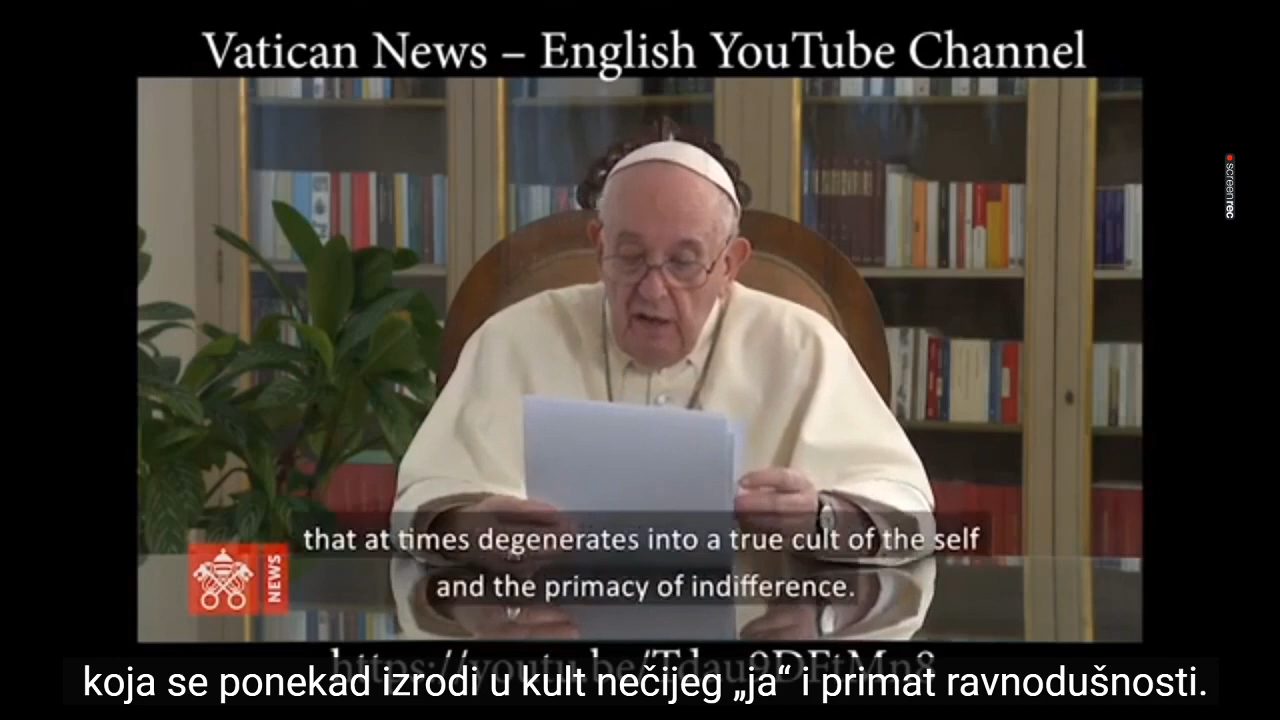 Vatican News – English YouTube Channel
screenrec
that at times degenerates into a true cult of the self
and the primacy of indifference.
NEWS
koja se ponekad izrodi u kult nečijeg „ja“ i primat ravnodušnosti.